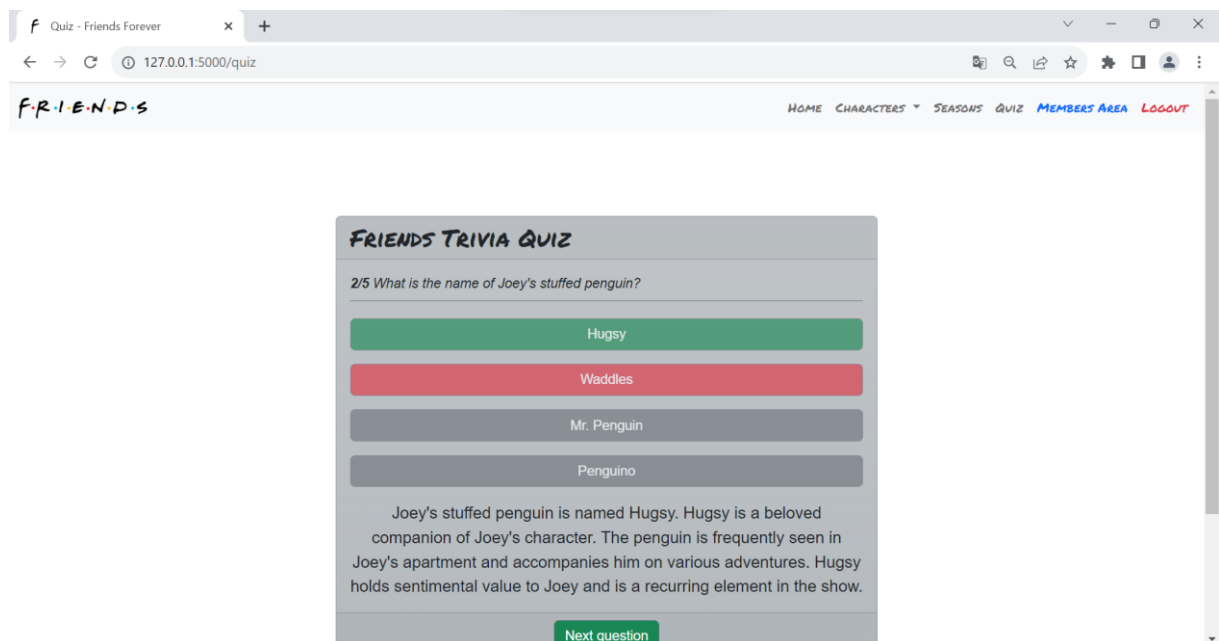 Quiz - Friends Forever
127.0.0.1:5000/quiz
F·R·I·E·N·D·S
Home Characters Seasons Quiz Members Area Logout
Friends Trivia Quiz
2/5 What is the name of Joey's stuffed penguin?
Hugsy
Waddles
Mr. Penguin
Penguino
Joey's stuffed penguin is named Hugsy. Hugsy is a beloved
companion of Joey's character. The penguin is frequently seen in
Joey's apartment and accompanies him on various adventures. Hugsy
holds sentimental value to Joey and is a recurring element in the show.
Next question